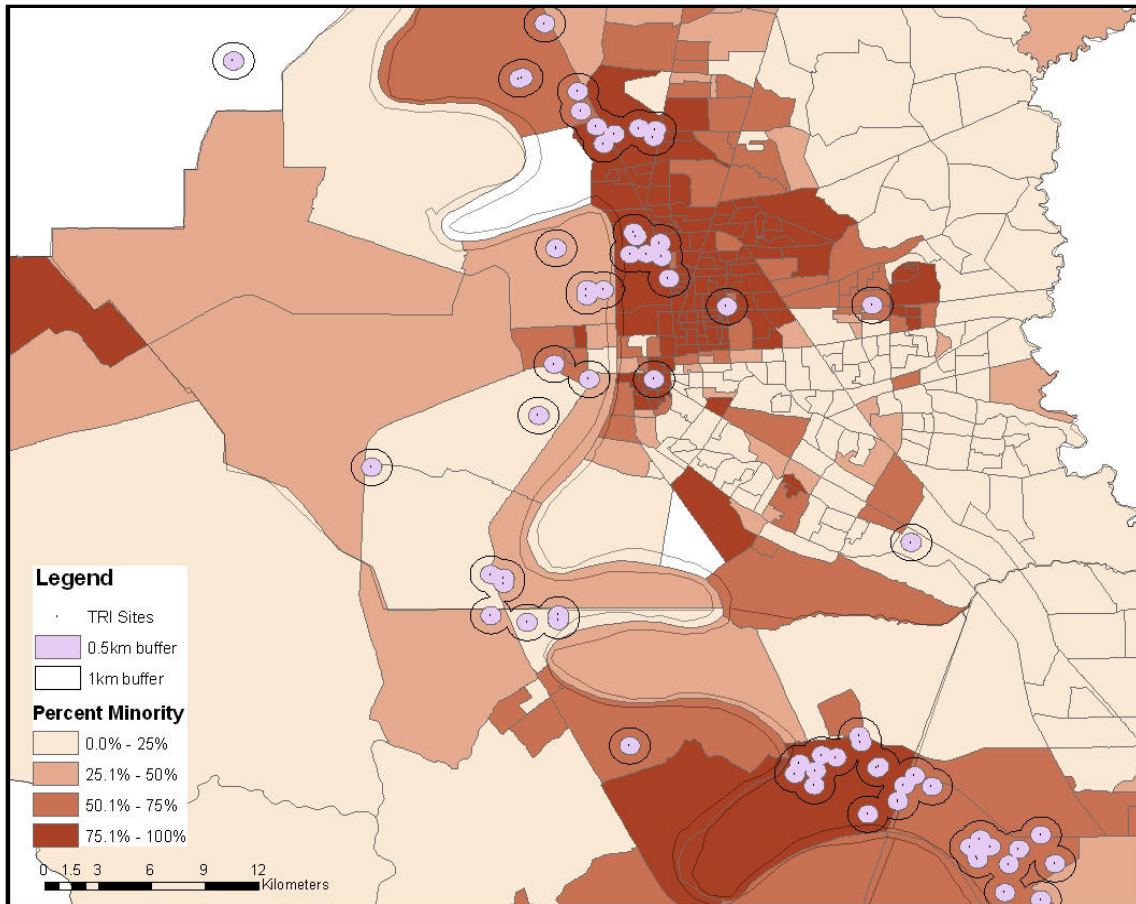 Legend
TRI Sites
0.5km buffer
1km buffer
Percent Minority
0.0% - 25%
25.1% - 50%
50.1% - 75%
75.1% - 100%
0 1.5 3 6 9 12
Kilometers